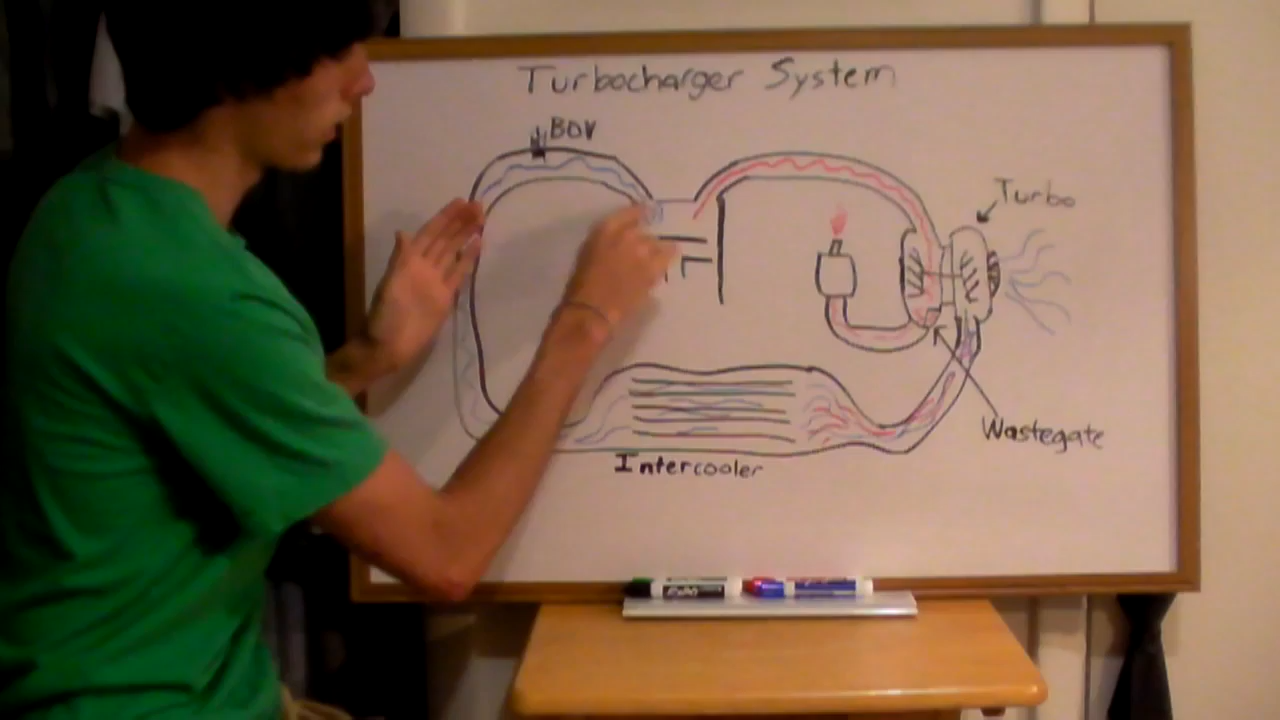 Turbocharger System
BOV
Turbo
Wastegate
Intercooler